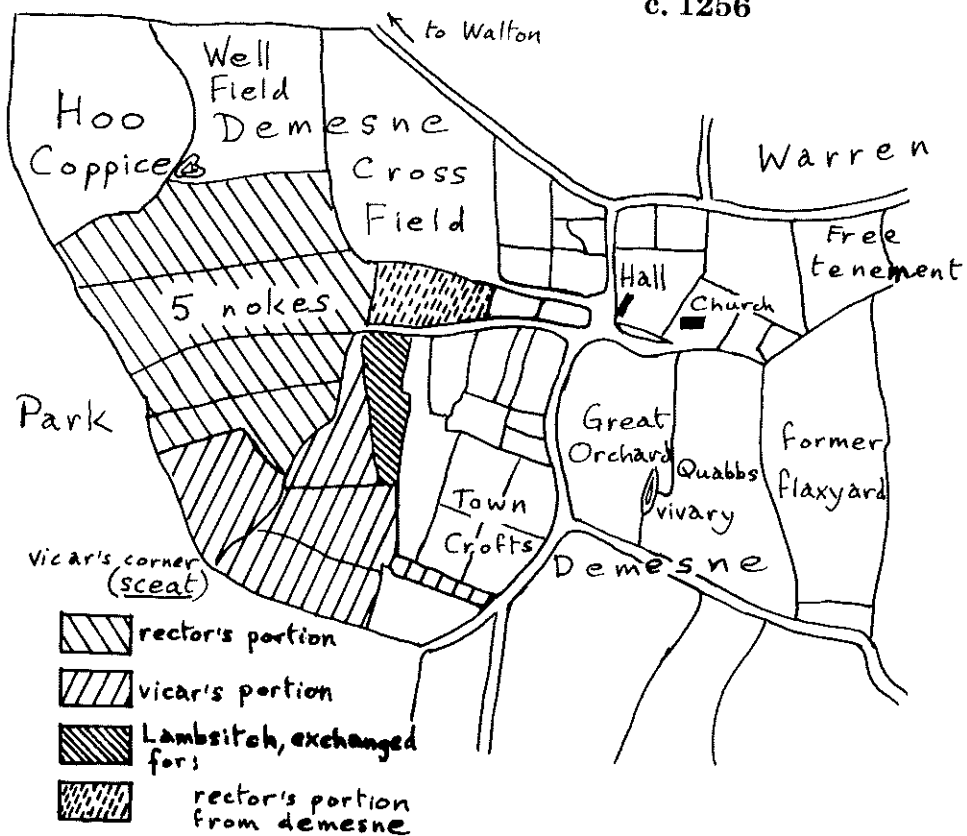 c. 1256
to Walton
Well
Field
Hoo
Coppice
Demesne
Cross
Field
Warren
Free
tenement
Hall
Church
5 nokes
Park
Great
Orchard
Quabbs
vivary
Former
flaxyard
Town
Crofts
Demesne
vicar's corner
(sceat)
rector's portion
vicar's portion
Lambsitch, exchanged
for:
rector's portion
from demesne